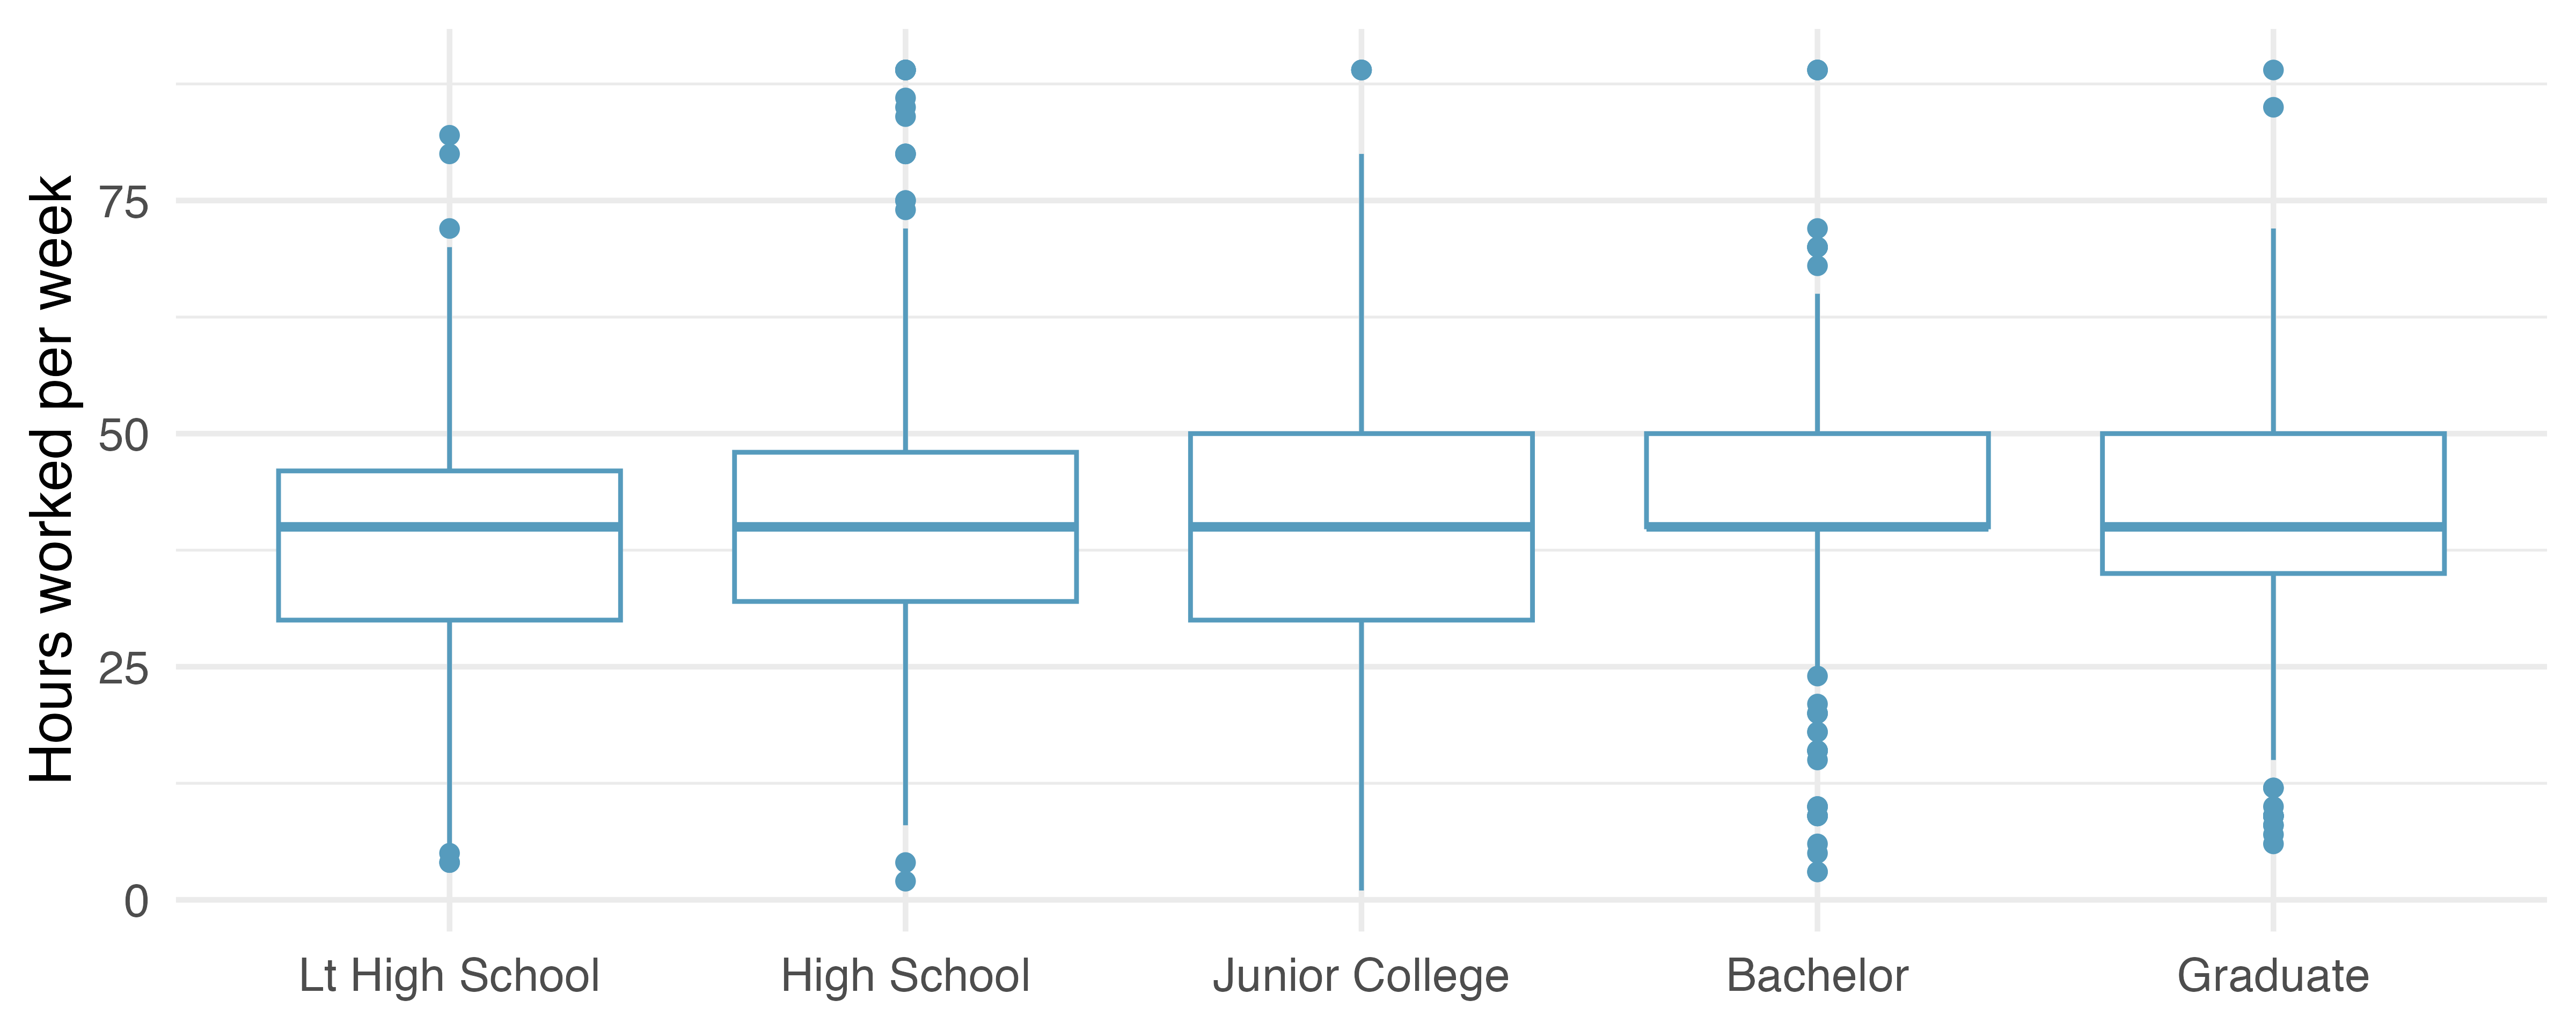 Hours worked per week
75
50
25
0
Lt High School
High School
Junior College
Bachelor
Graduate